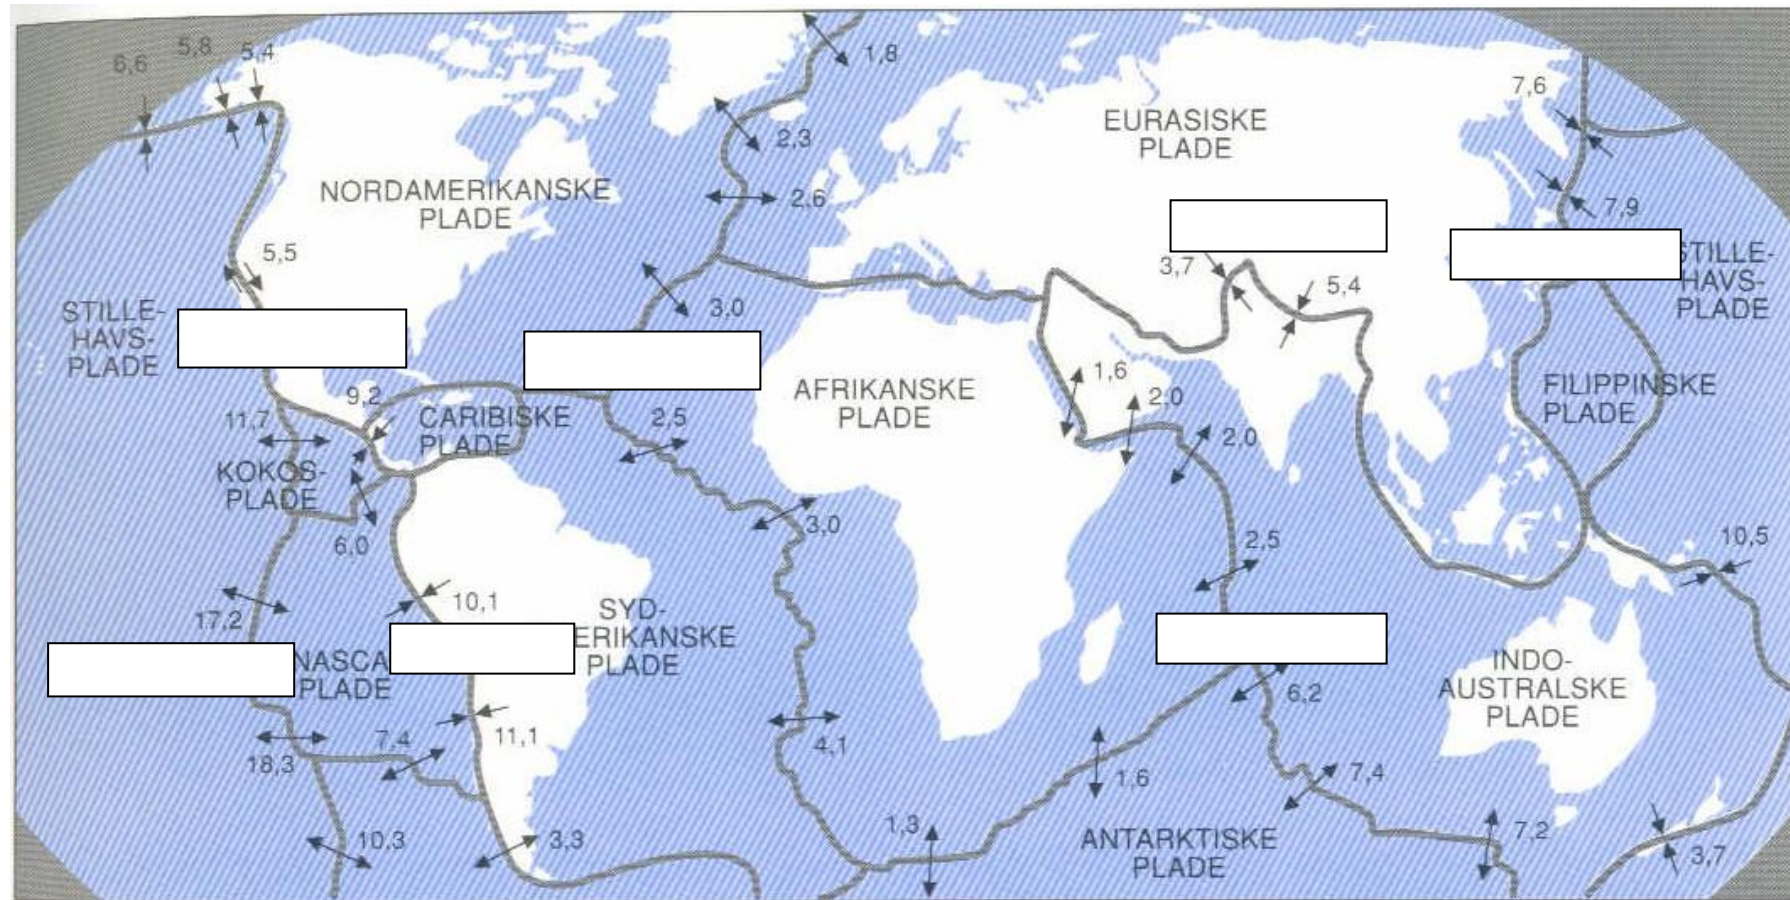 6,6
5,8
5,4
1,8
7,6
EURASISKE
PLADE
2,3
NORDAMERIKANSKE
PLADE
2,6
7,9
5,5
3,7
5,4
STILLE-
HAVS-
PLADE
STILLE-
HAVS-
PLADE
3,0
AFRIKANSKE
PLADE
1,6
2,0
FILIPPINSKE
PLADE
9,2
11,7
CARIBISKE
PLADE
2,5
2,0
KOKOS-
PLADE
3,0
6,0
2,5
10,5
10,1
17,2
SYD-
ERIKANSKE
PLADE
NASCA
PLADE
6,2
INDO-
AUSTRALSKE
PLADE
4,1
11,1
7,4
18,3
1,6
7,4
10,3
3,3
1,3
ANTARKTISKE
PLADE
7,2
3,7